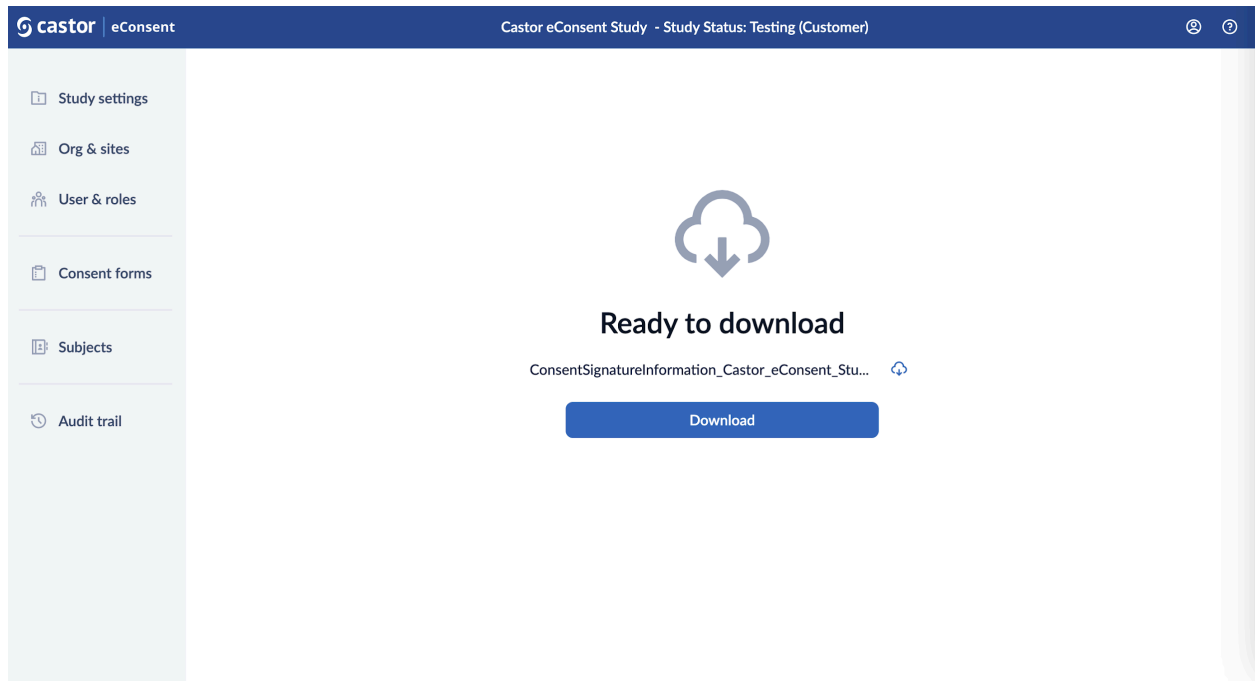 castor eConsent
Castor eConsent Study - Study Status: Testing (Customer)
Study settings
Org & sites
User & roles
Consent forms
Subjects
Audit trail
Ready to download
ConsentSignatureInformation_Castor_eConsent_Stu...
Download